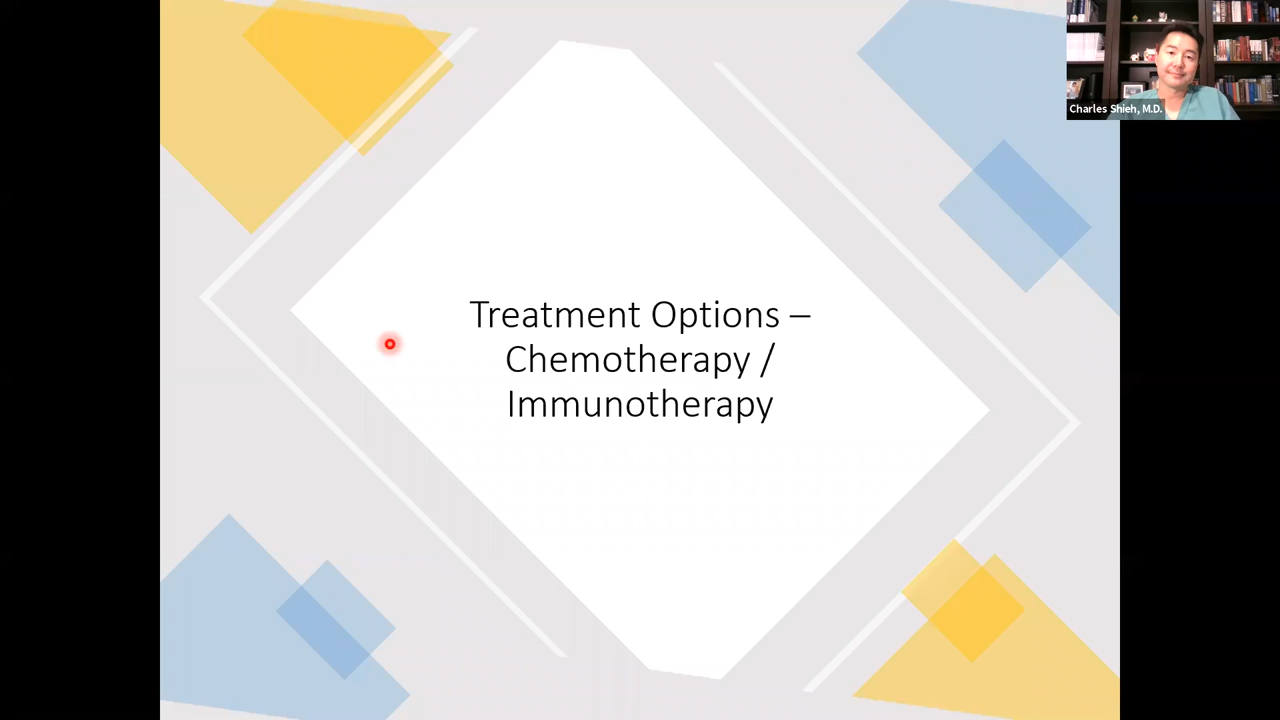 Charles Shieh, M.D.
Treatment Options –
Chemotherapy /
Immunotherapy